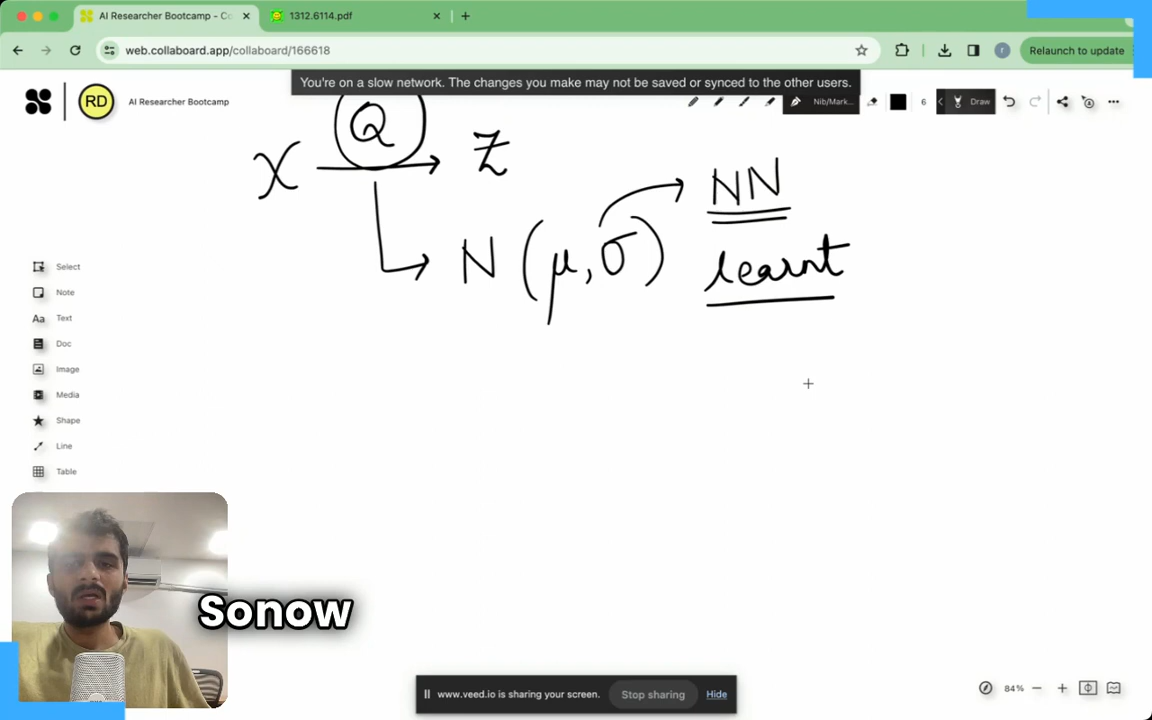 AI Researcher Bootcamp - Co
1312.6114.pdf
web.collaboard.app/collaboard/166618
r
Relaunch to update
You're on a slow network. The changes you make may not be saved or synced to the other users.
RD
AI Researcher Bootcamp
Nib/Mark...
6
Draw
Q
X
Z
NN
N (μ, σ)
learnt
Select
Note
Aa Text
Doc
Image
Media
Shape
Line
Table
Sonow
www.veed.io is sharing your screen.
Stop sharing
Hide
84%